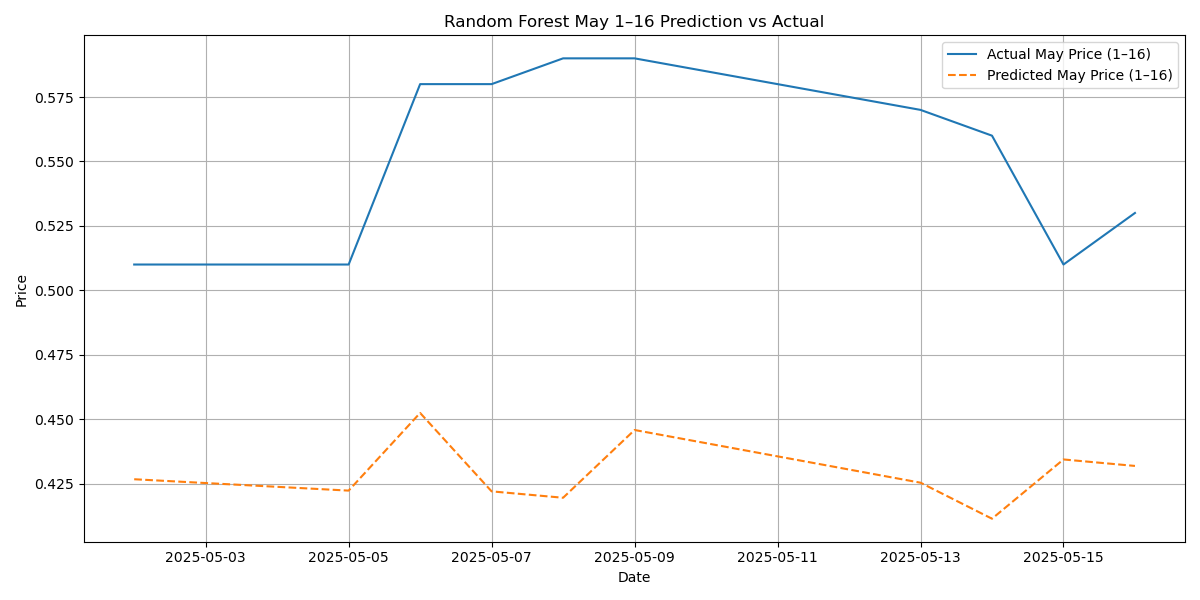 Random Forest May 1–16 Prediction vs Actual
Actual May Price (1–16)
Predicted May Price (1–16)
Price
0.575
0.550
0.525
0.500
0.475
0.450
0.425
2025-05-03
2025-05-05
2025-05-07
2025-05-09
2025-05-11
2025-05-13
2025-05-15
Date